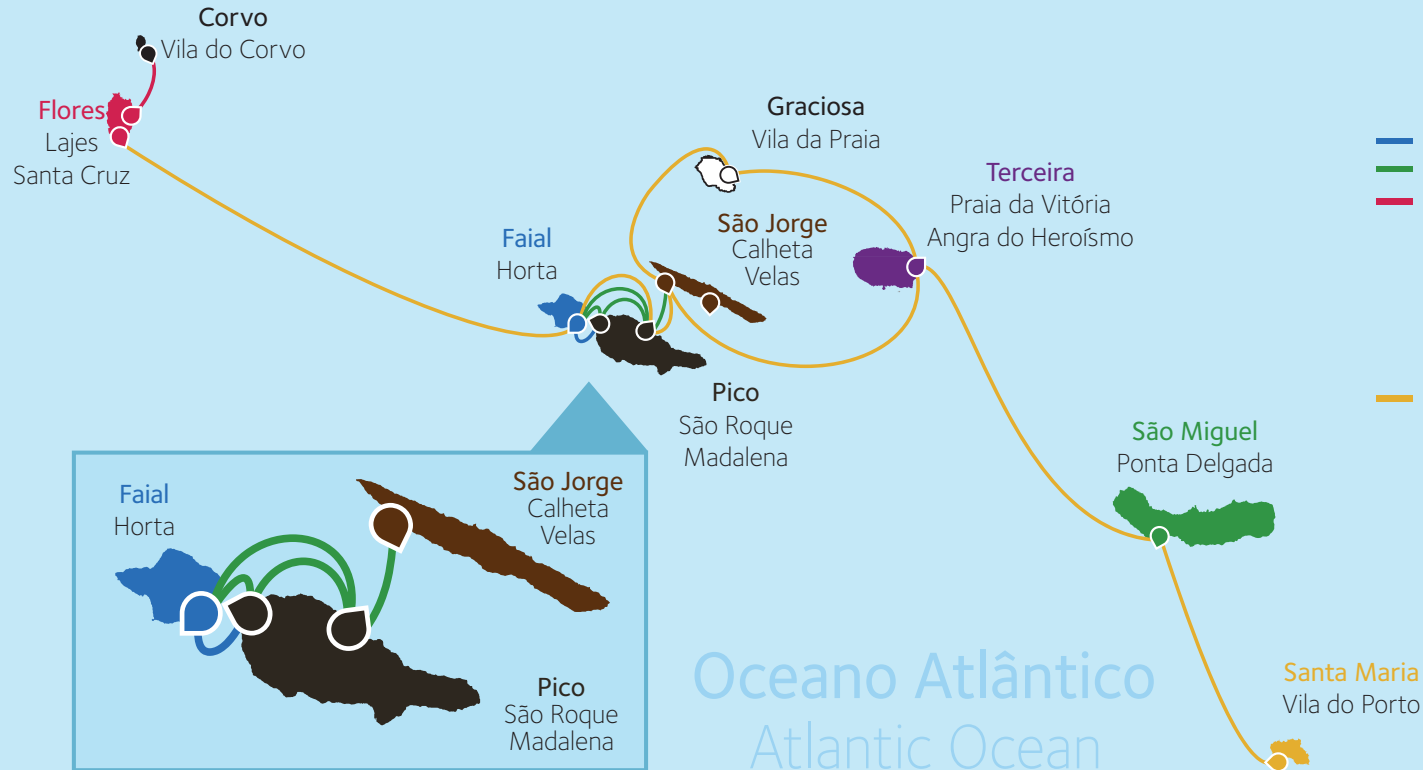 Corvo
Vila do Corvo
Flores
Lajes
Santa Cruz
Graciosa
Vila da Praia
Terceira
Praia da Vitória
Angra do Heroísmo
São Jorge
Calheta
Velas
Faial
Horta
Pico
São Roque
Madalena
São Miguel
Ponta Delgada
Faial
Horta
São Jorge
Calheta
Velas
Pico
São Roque
Madalena
Oceano Atlântico
Atlantic Ocean
Santa Maria
Vila do Porto